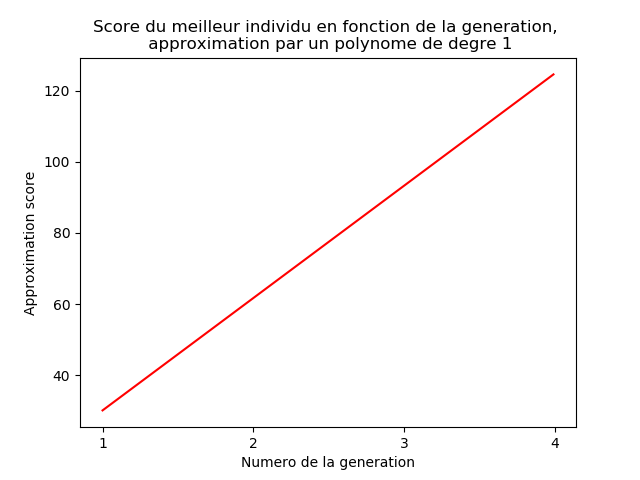 Score du meilleur individu en fonction de la generation,
approximation par un polynome de degre 1
120
100
80
60
40
Approximation score
1 2 3 4
Numero de la generation